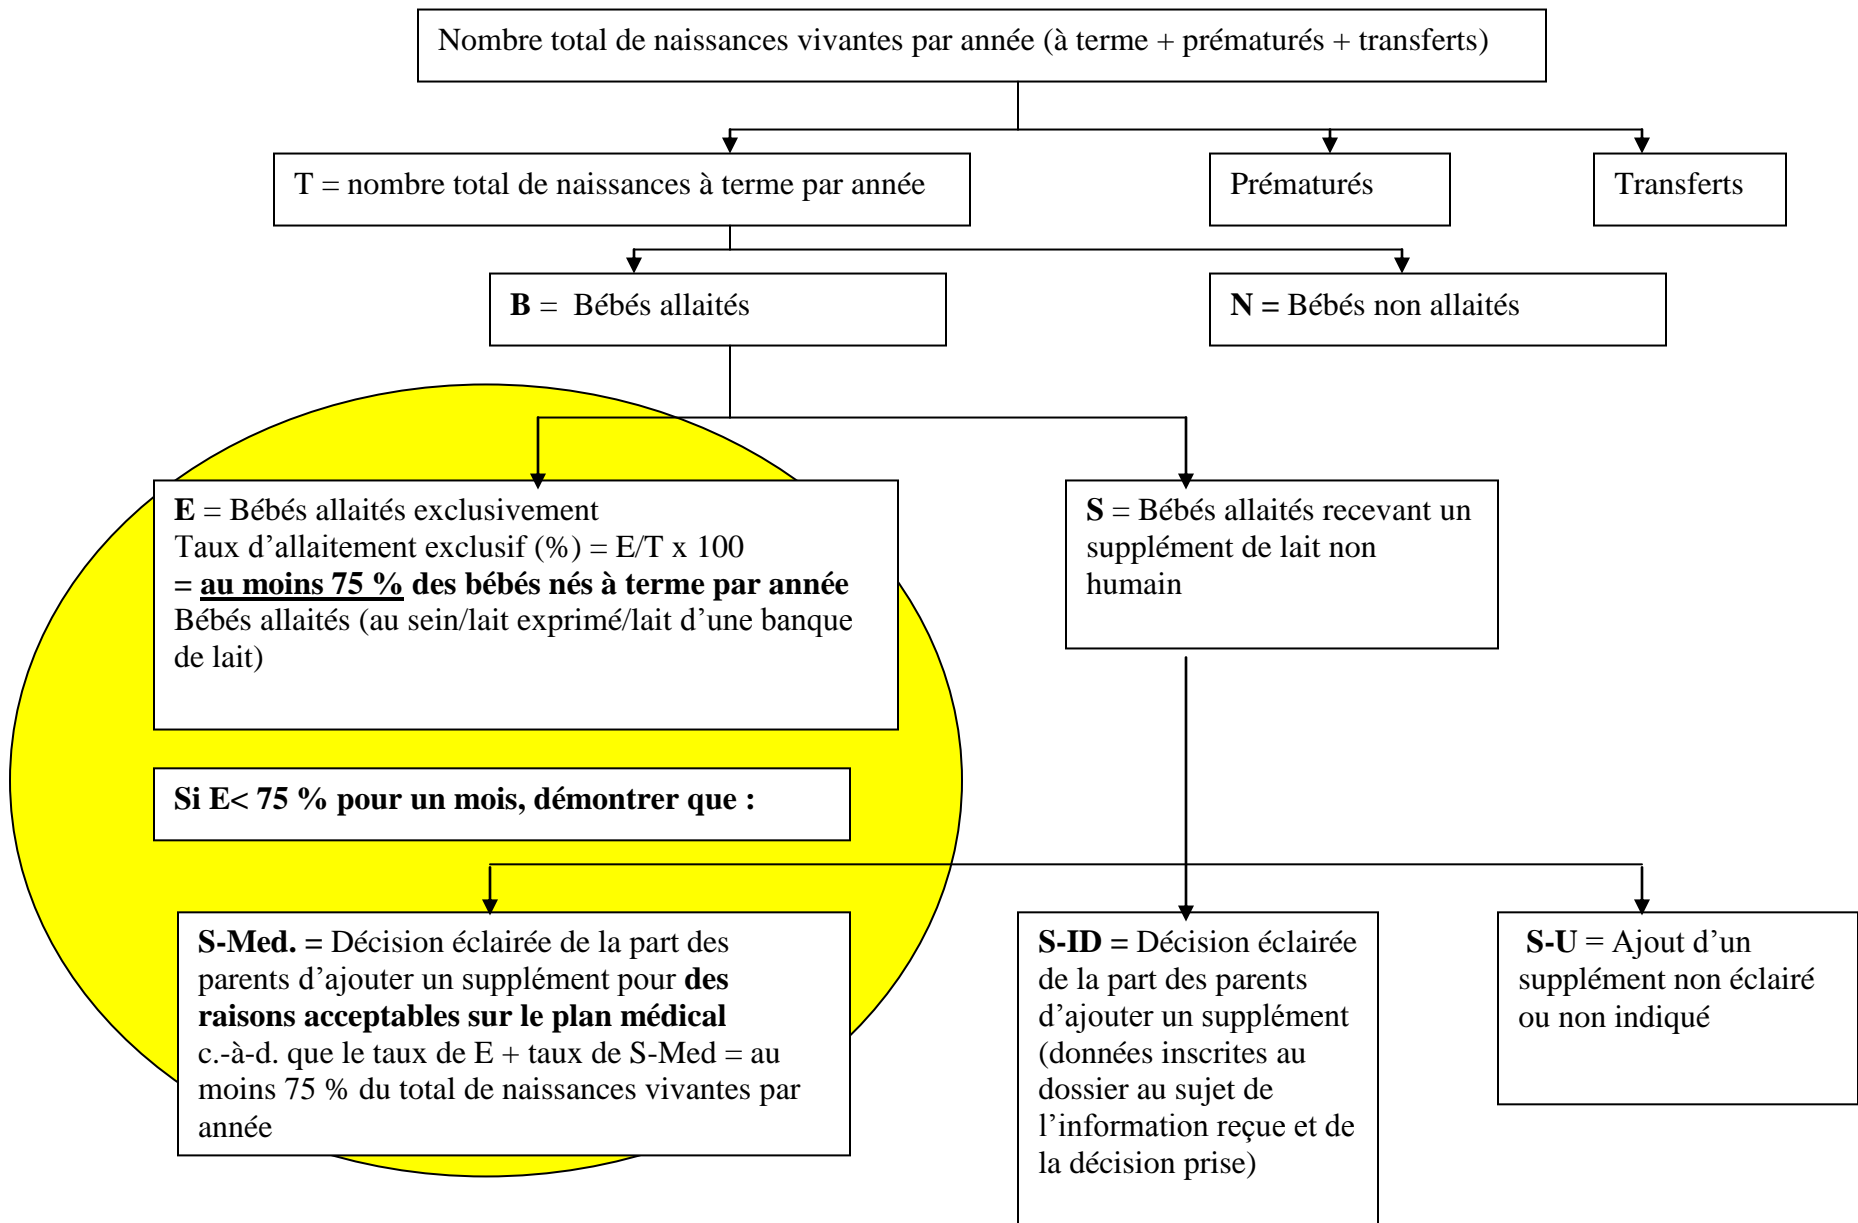 Nombre total de naissances vivantes par année (à terme + prématurés + transferts)
T = nombre total de naissances à terme par année
Prématurés
Transferts
B = Bébés allaités
N = Bébés non allaités
E = Bébés allaités exclusivement
Taux d’allaitement exclusif (%) = E/T x 100
= au moins 75 % des bébés nés à terme par année
Bébés allaités (au sein/lait exprimé/lait d’une banque
de lait)
S = Bébés allaités recevant un
supplément de lait non
humain
Si E< 75 % pour un mois, démontrer que :
S-Med. = Décision éclairée de la part des
parents d’ajouter un supplément pour des
raisons acceptables sur le plan médical
c.-à-d. que le taux de E + taux de S-Med = au
moins 75 % du total de naissances vivantes par
année
S-ID = Décision éclairée
de la part des parents
d’ajouter un supplément
(données inscrites au
dossier au sujet de
l’information reçue et de
la décision prise)
S-U = Ajout d’un
supplément non éclairé
ou non indiqué